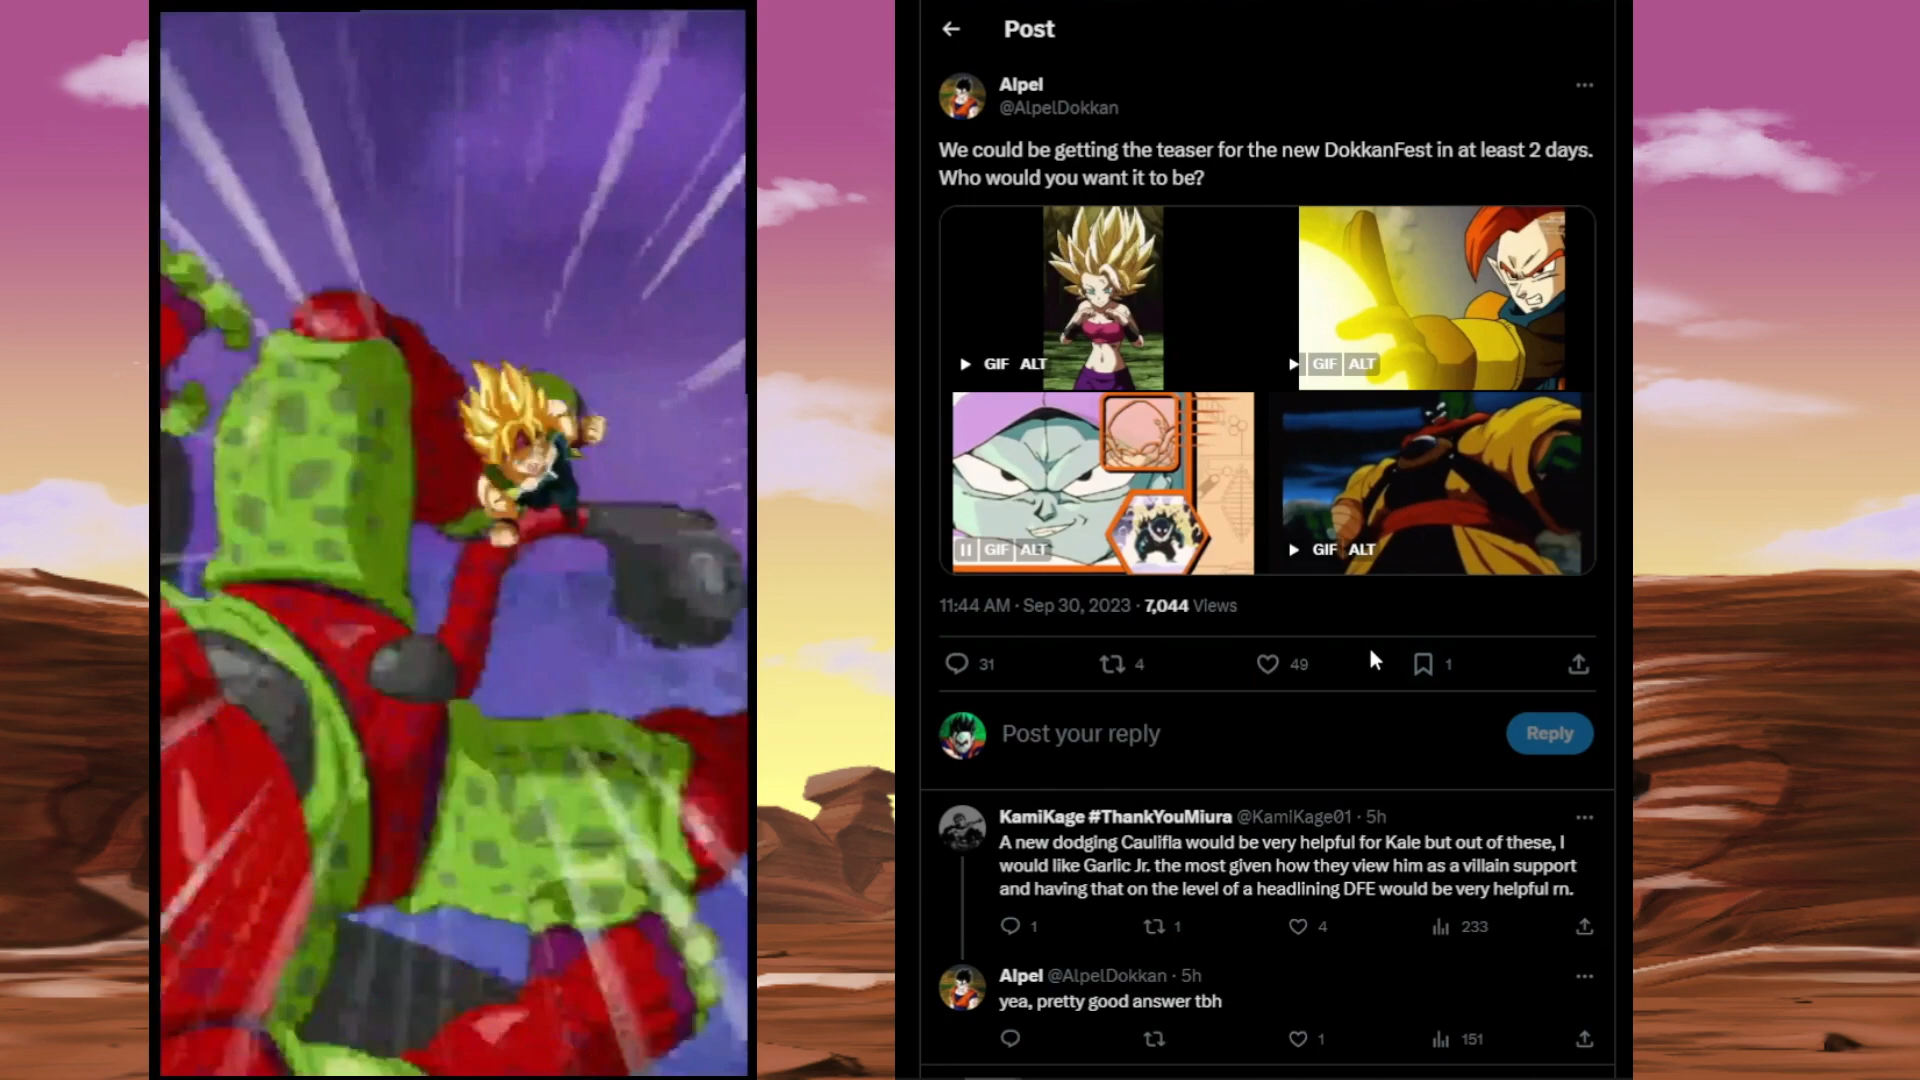 Post
Alpel
@AlpelDokkan
We could be getting the teaser for the new DokkanFest in at least 2 days.
Who would you want it to be?
GIF ALT
GIF ALT
GIF ALT
GIF ALT
11:44 AM · Sep 30, 2023 · 7,044 Views
31 4 49 1
Post your reply
Reply
KamiKage #ThankYouMiura @KamiKage01 · 5h
A new dodging Caulifla would be very helpful for Kale but out of these, I
would like Garlic Jr. the most given how they view him as a villain support
and having that on the level of a headlining DFE would be very helpful rn.
1 1 4 233
Alpel @AlpelDokkan · 5h
yea, pretty good answer tbh
1 151